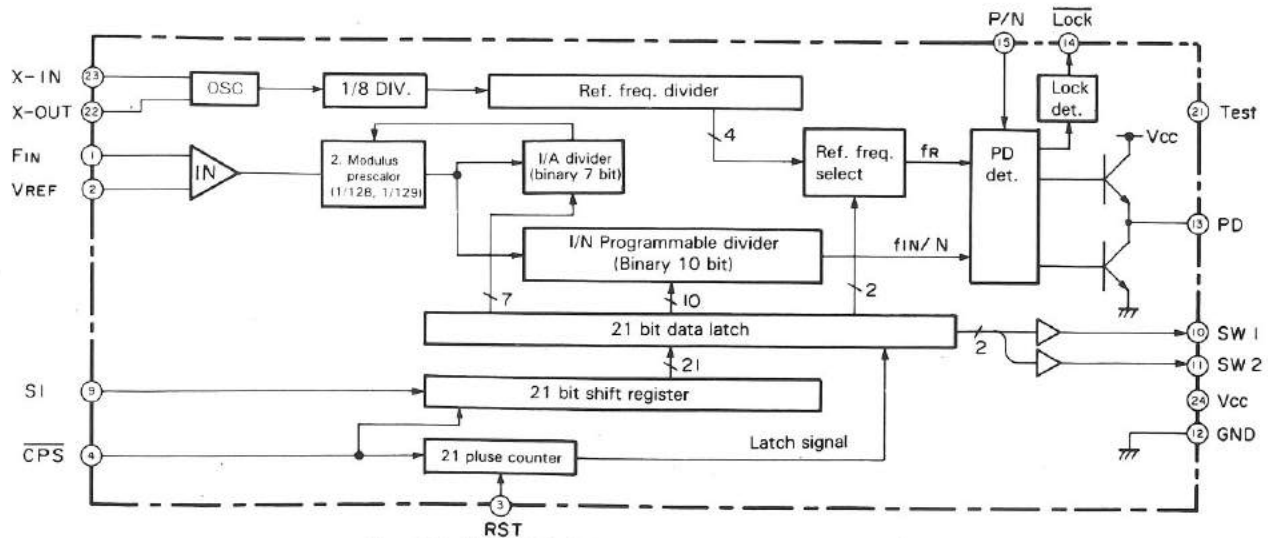 P/N
Lock
15
14
X-IN
23
OSC
1/8 DIV.
Ref. freq. divider
Lock
det.
X-OUT
22
21
Test
4
Vcc
FIN
1
IN
2. Modulus
prescalor
(1/128, 1/129)
I/A divider
(binary 7 bit)
Ref. freq.
select
fR
PD
det.
VREF
2
13
PD
I/N Programmable divider
(Binary 10 bit)
fIN/N
7
10
2
21 bit data latch
2
10
SW 1
21
11
SW 2
SI
9
21 bit shift register
24
Vcc
Latch signal
12
GND
CPS
4
21 pluse counter
3
RST